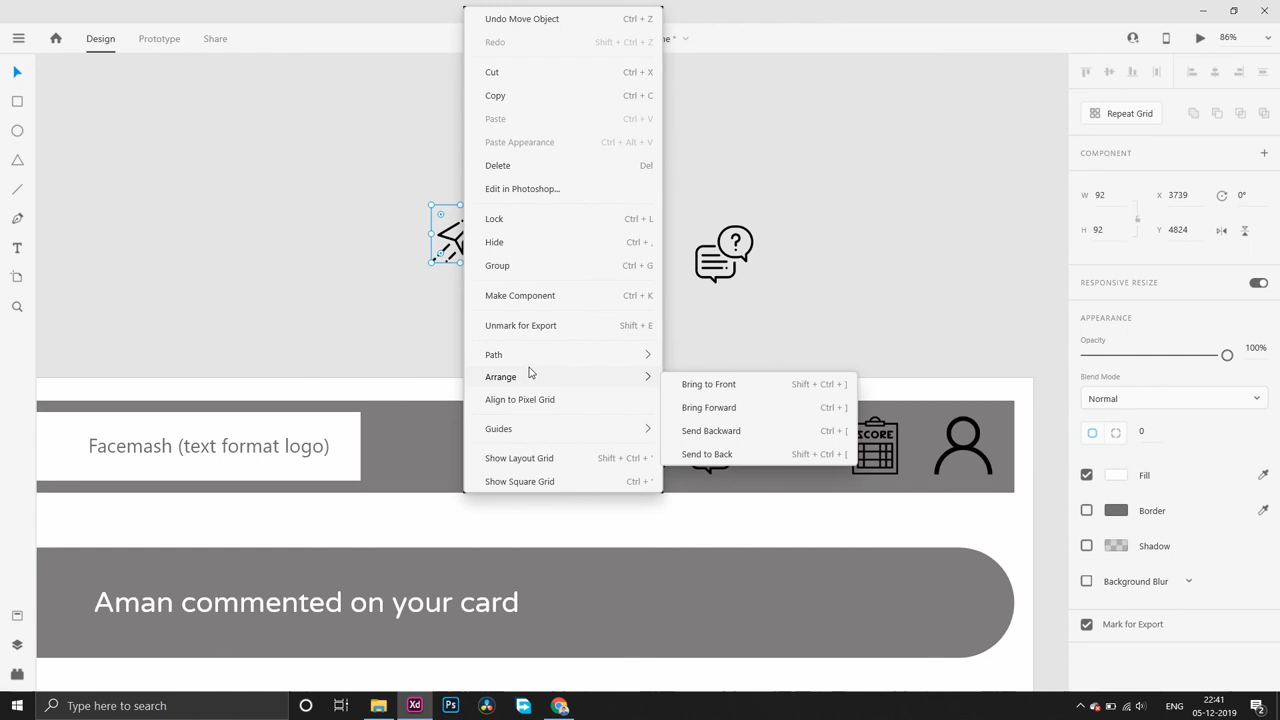 Design
Prototype
Share
me *
86%
Undo Move Object Ctrl + Z
Redo Shift + Ctrl + Z
Cut Ctrl + X
Copy Ctrl + C
Paste Ctrl + V
Paste Appearance Ctrl + Alt + V
Delete Del
Edit in Photoshop...
Lock Ctrl + L
Hide Ctrl + ,
Group Ctrl + G
Make Component Ctrl + K
Unmark for Export Shift + E
Path
Arrange
Align to Pixel Grid
Guides
Show Layout Grid Shift + Ctrl + '
Show Square Grid Ctrl + '
Bring to Front Shift + Ctrl + ]
Bring Forward Ctrl + ]
Send Backward Ctrl + [
Send to Back Shift + Ctrl + [
Repeat Grid
COMPONENT
W 92 X 3739 0°
H 92 Y 4824
RESPONSIVE RESIZE
APPEARANCE
Opacity
100%
Blend Mode
Normal
0
Fill
Border
Shadow
Background Blur
Mark for Export
Facemash (text format logo)
SCORE
Aman commented on your card
Type here to search
Xd
Ps
ENG
22:41
05-12-2019
2